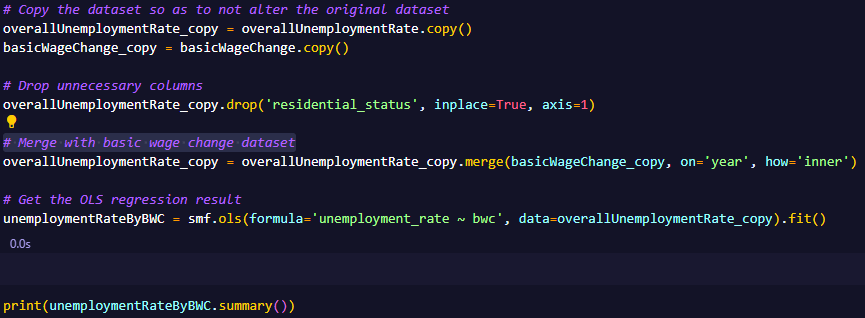 # Copy the dataset so as to not alter the original dataset
overallUnemploymentRate_copy = overallUnemploymentRate.copy()
basicWageChange_copy = basicWageChange.copy()
# Drop unnecessary columns
overallUnemploymentRate_copy.drop('residential_status', inplace=True, axis=1)
# Merge with basic wage change dataset
overallUnemploymentRate_copy = overallUnemploymentRate_copy.merge(basicWageChange_copy, on='year', how='inner')
# Get the OLS regression result
unemploymentRateByBWC = smf.ols(formula='unemployment_rate ~ bwc', data=overallUnemploymentRate_copy).fit()
0.0s
print(unemploymentRateByBWC.summary())